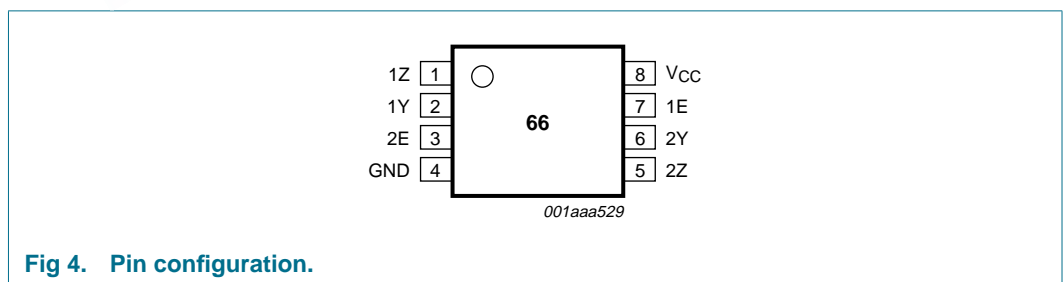 1Z 1 8 VCC
1Y 2 7 1E
66
2E 3 6 2Y
GND 4 5 2Z
001aaa529
Fig 4. Pin configuration.